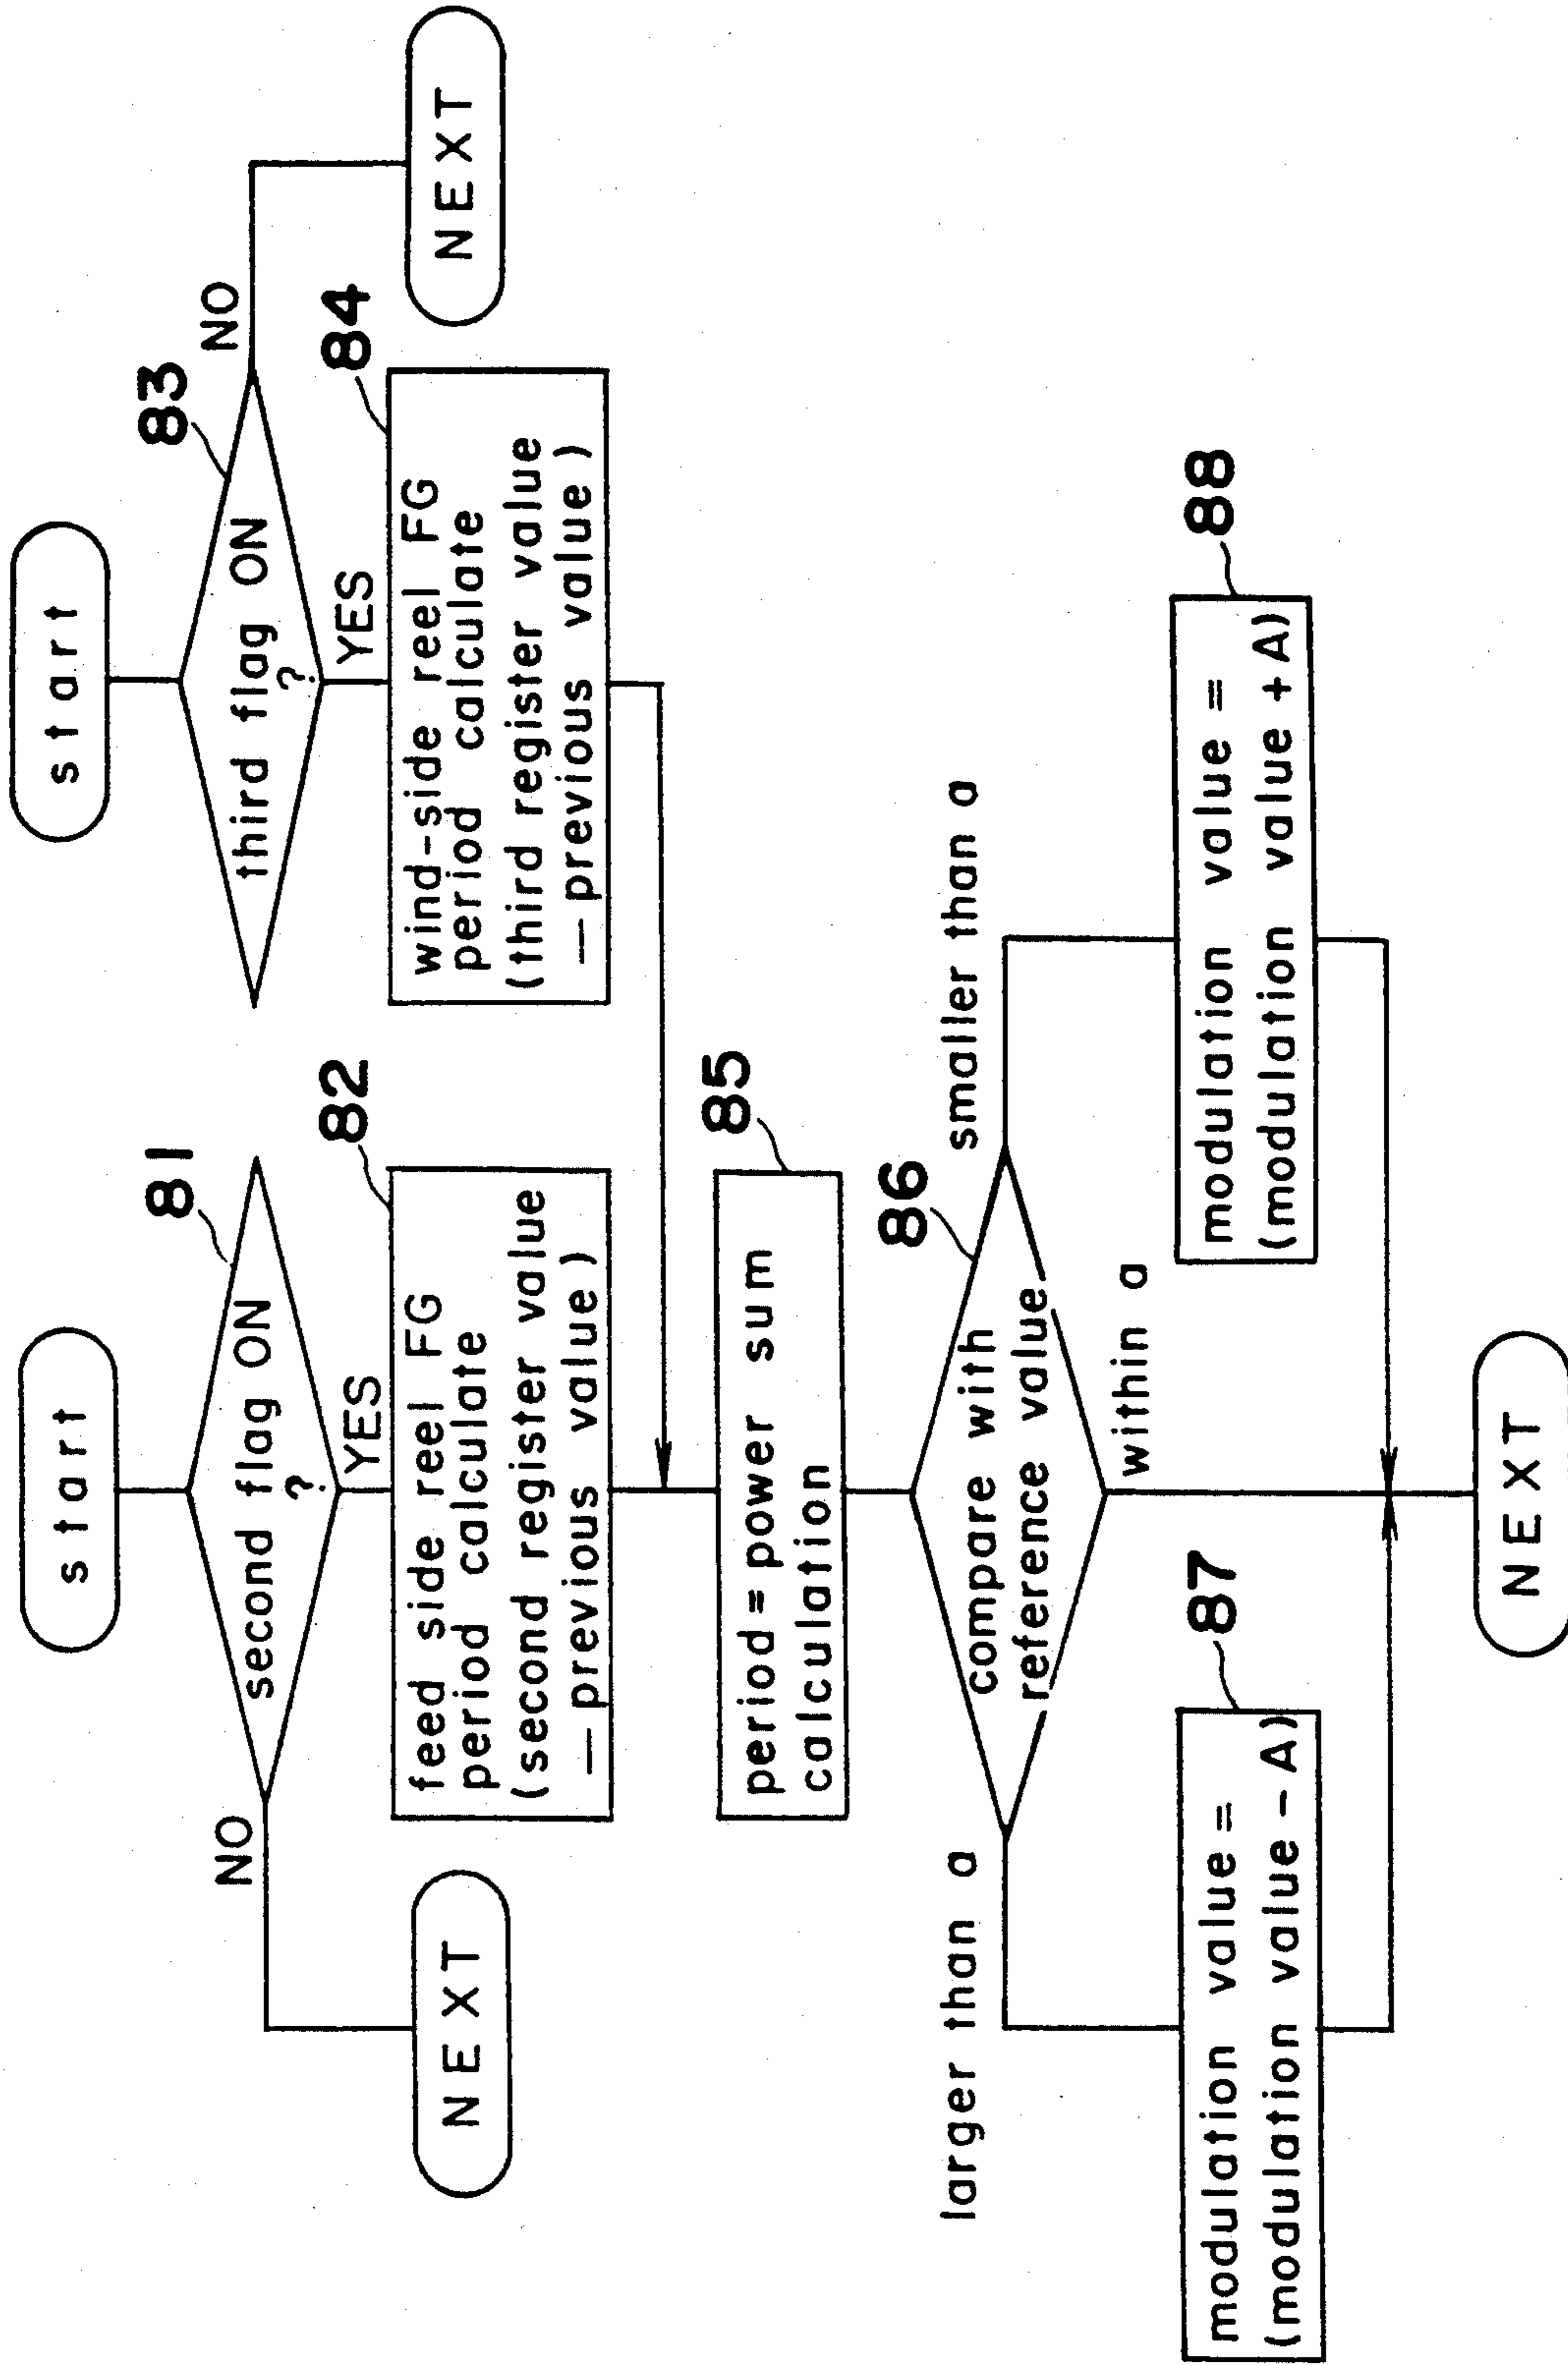 start
81
second flag ON
?
NO
YES
NEXT
82
feed side reel FG
period calculate
(second register value
— previous value)
start
83
third flag ON
?
NO
YES
NEXT
84
wind-side reel FG
period calculate
(third register value
— previous value)
85
period = power sum
calculation
86
compare with
reference value
larger than a
smaller than a
within a
87
modulation value =
(modulation value - A)
88
modulation value =
(modulation value + A)
NEXT